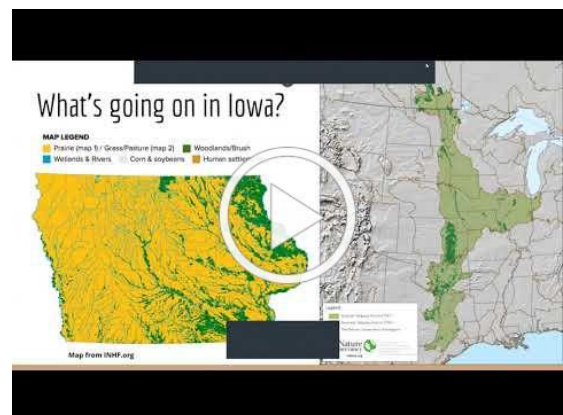 What's going on in Iowa?
MAP LEGEND
Prairie (map 1) / Grass/Pasture (map 2) Woodlands/Brush
Wetlands & Rivers Corn & soybeans Human
Map from INHF.org
Nature